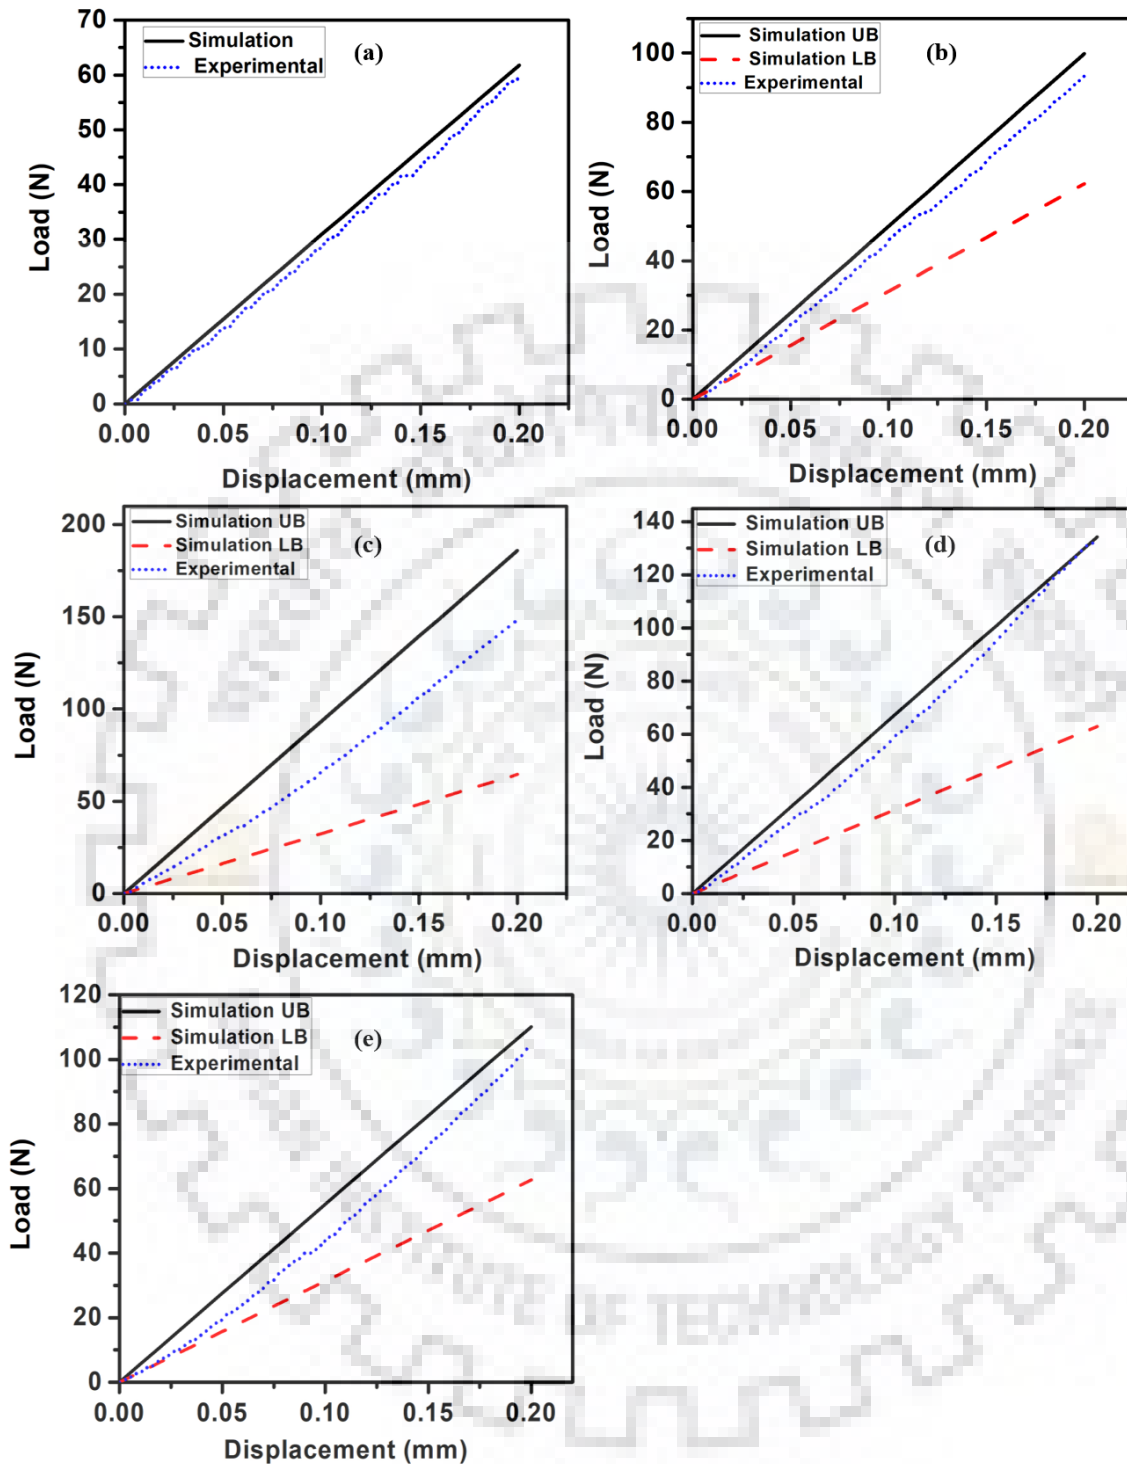 70
60
50
40
30
20
10
0
Load (N)
Simulation
Experimental
(a)
0.00 0.05 0.10 0.15 0.20
Displacement (mm)
100
80
60
40
20
0
Load (N)
Simulation UB
Simulation LB
Experimental
(b)
0.00 0.05 0.10 0.15 0.20
Displacement (mm)
200
150
100
50
0
Load (N)
Simulation UB
Simulation LB
Experimental
(c)
0.00 0.05 0.10 0.15 0.20
Displacement (mm)
140
120
100
80
60
40
20
0
Load (N)
Simulation UB
Simulation LB
Experimental
(d)
0.00 0.05 0.10 0.15 0.20
Displacement (mm)
120
100
80
60
40
20
0
Load (N)
Simulation UB
Simulation LB
Experimental
(e)
0.00 0.05 0.10 0.15 0.20
Displacement (mm)